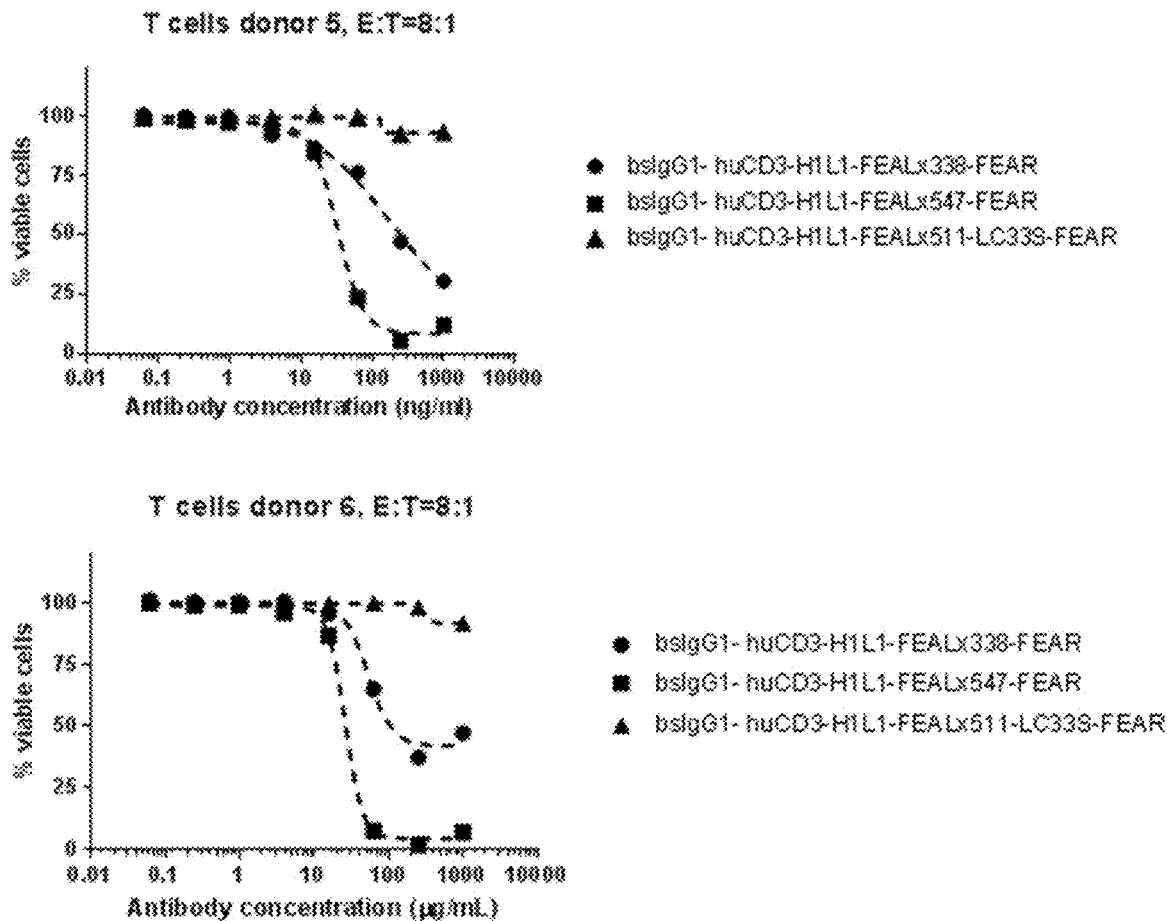 T cells donor 5, E:T=8:1
100
75
50
25
0
% viable cells
0.01 0.1 1 10 100 1000 10000
Antibody concentration (ng/ml)
bsIgG1- huCD3-H1L1-FEALx338-FEAR
bsIgG1- huCD3-H1L1-FEALx547-FEAR
bsIgG1- huCD3-H1L1-FEALx511-LC33S-FEAR
T cells donor 6, E:T=8:1
100
75
50
25
0
% viable cells
0.01 0.1 1 10 100 1000 10000
Antibody concentration (µg/mL)
bsIgG1- huCD3-H1L1-FEALx338-FEAR
bsIgG1- huCD3-H1L1-FEALx547-FEAR
bsIgG1- huCD3-H1L1-FEALx511-LC33S-FEAR